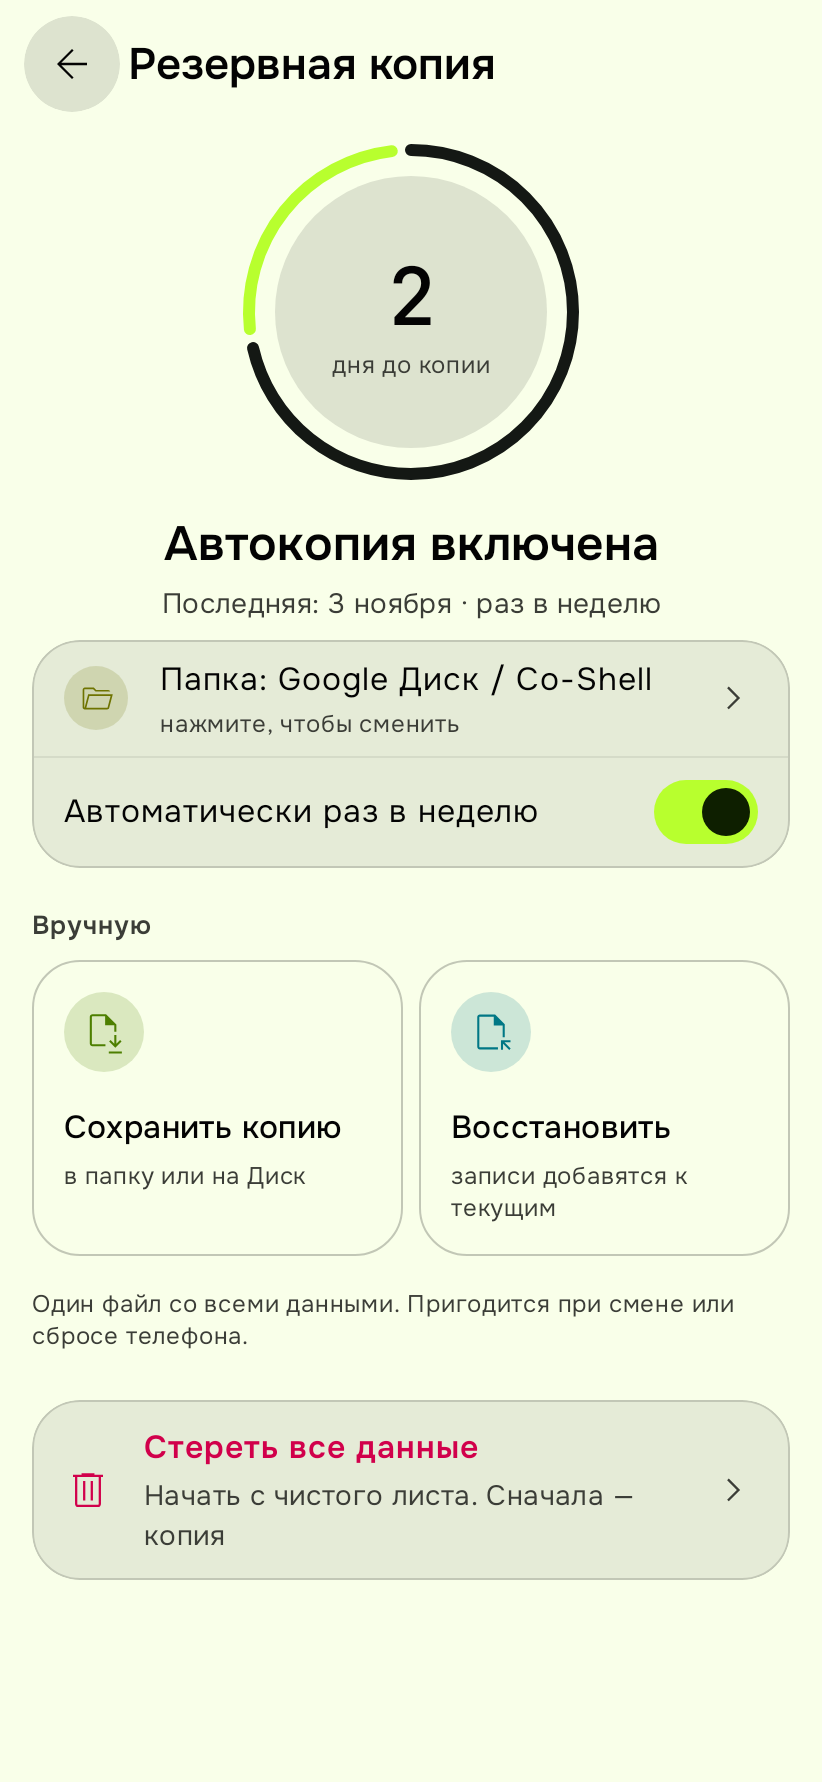 Резервная копия
2
дня до копии
Автокопия включена
Последняя: 3 ноября · раз в неделю
Папка: Google Диск / Co-Shell
нажмите, чтобы сменить
Автоматически раз в неделю
Вручную
Сохранить копию
в папку или на Диск
Восстановить
записи добавятся к
текущим
Один файл со всеми данными. Пригодится при смене или
сбросе телефона.
Стереть все данные
Начать с чистого листа. Сначала —
копия